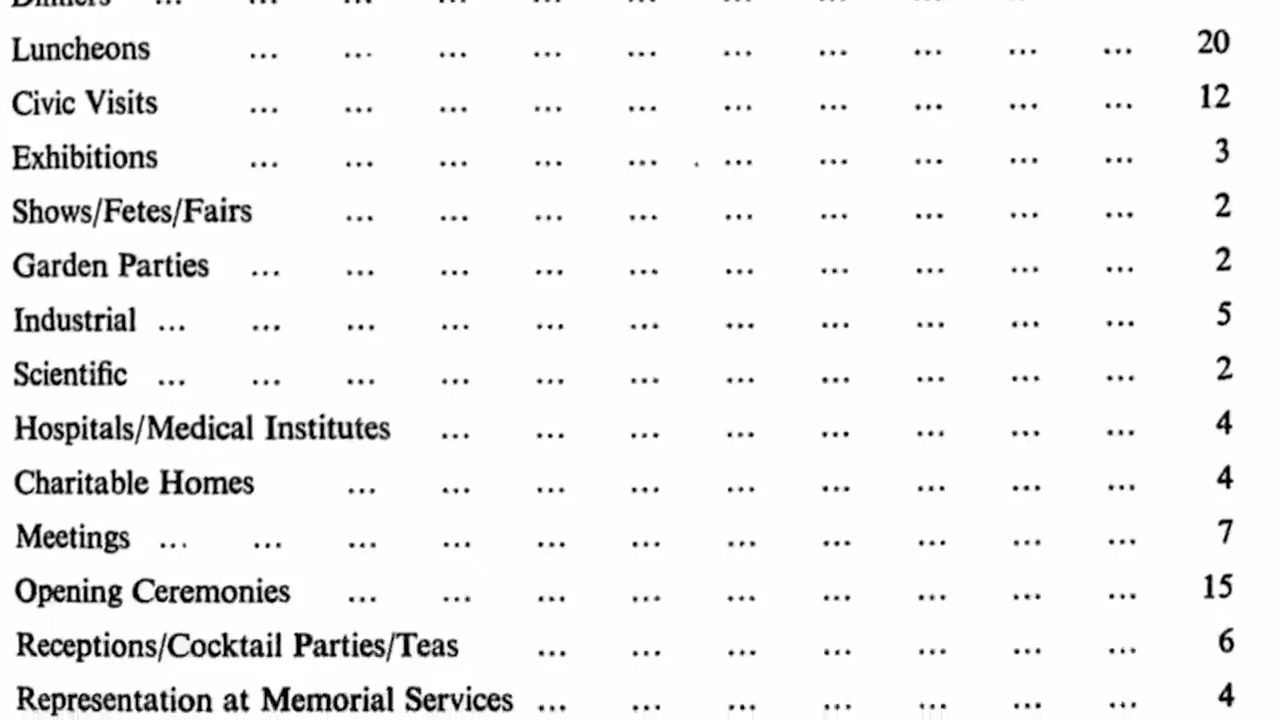 Dinners ... ... ... ... ... ... ... ... ... ...
Luncheons ... ... ... ... ... ... ... ... ... ... 20
Civic Visits ... ... ... ... ... ... ... ... ... ... 12
Exhibitions ... ... ... ... ... ... ... ... ... ... 3
Shows/Fetes/Fairs ... ... ... ... ... ... ... ... ... 2
Garden Parties ... ... ... ... ... ... ... ... ... ... 2
Industrial ... ... ... ... ... ... ... ... ... ... ... 5
Scientific ... ... ... ... ... ... ... ... ... ... ... 2
Hospitals/Medical Institutes ... ... ... ... ... ... ... ... 4
Charitable Homes ... ... ... ... ... ... ... ... ... 4
Meetings ... ... ... ... ... ... ... ... ... ... ... 7
Opening Ceremonies ... ... ... ... ... ... ... ... ... 15
Receptions/Cocktail Parties/Teas ... ... ... ... ... ... ... 6
Representation at Memorial Services ... ... ... ... ... ... ... 4